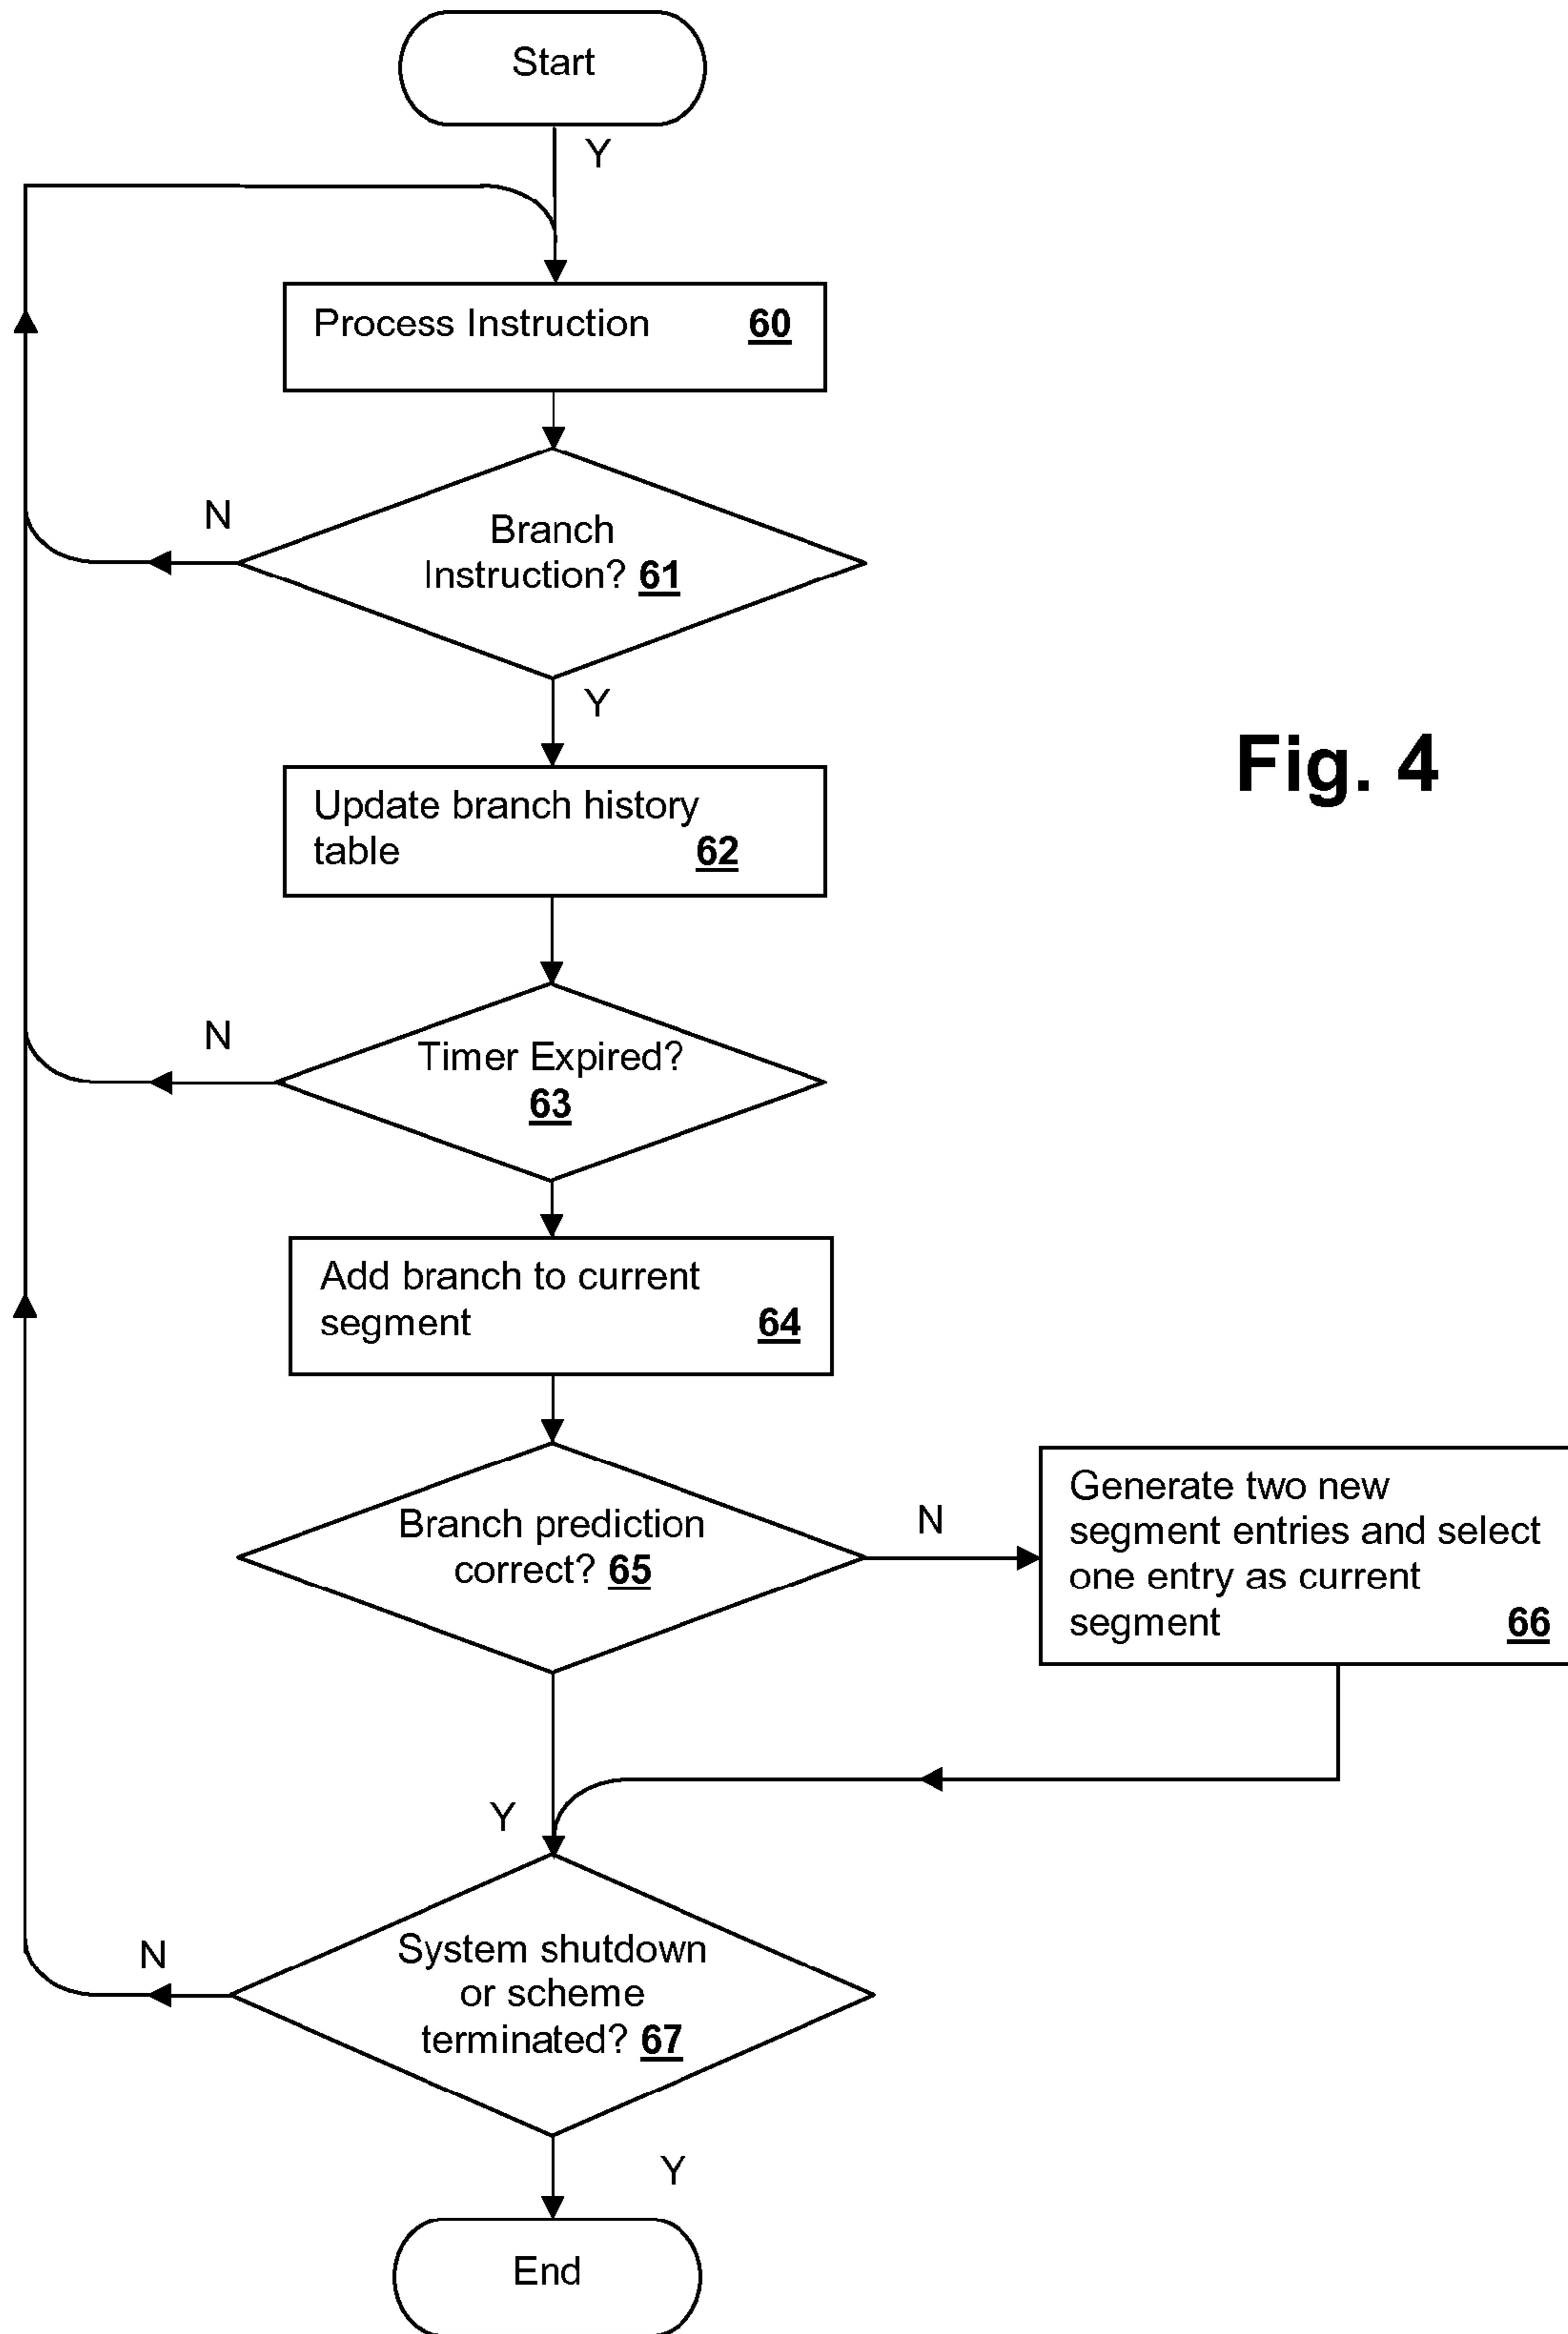 Start
Y
Process Instruction 60
N
Branch
Instruction? 61
Y
Update branch history
table 62
Fig. 4
N
Timer Expired?
63
Add branch to current
segment 64
Branch prediction
correct? 65
N
Generate two new
segment entries and select
one entry as current
segment 66
Y
N
System shutdown
or scheme
terminated? 67
Y
End